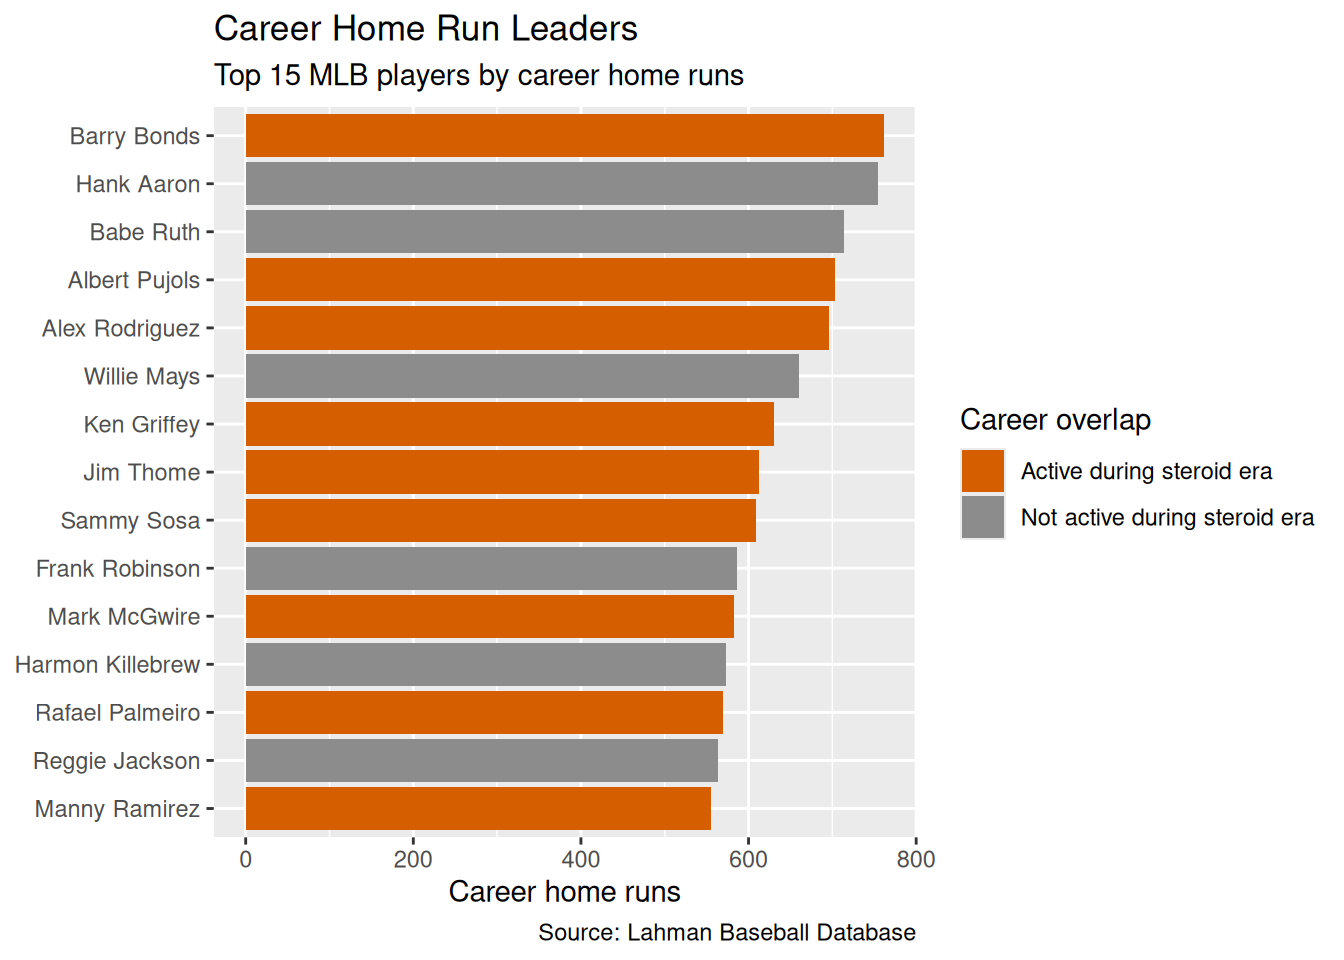 Career Home Run Leaders
Top 15 MLB players by career home runs
Barry Bonds
Hank Aaron
Babe Ruth
Albert Pujols
Alex Rodriguez
Willie Mays
Ken Griffey
Jim Thome
Sammy Sosa
Frank Robinson
Mark McGwire
Harmon Killebrew
Rafael Palmeiro
Reggie Jackson
Manny Ramirez
0 200 400 600 800
Career home runs
Source: Lahman Baseball Database
Career overlap
Active during steroid era
Not active during steroid era